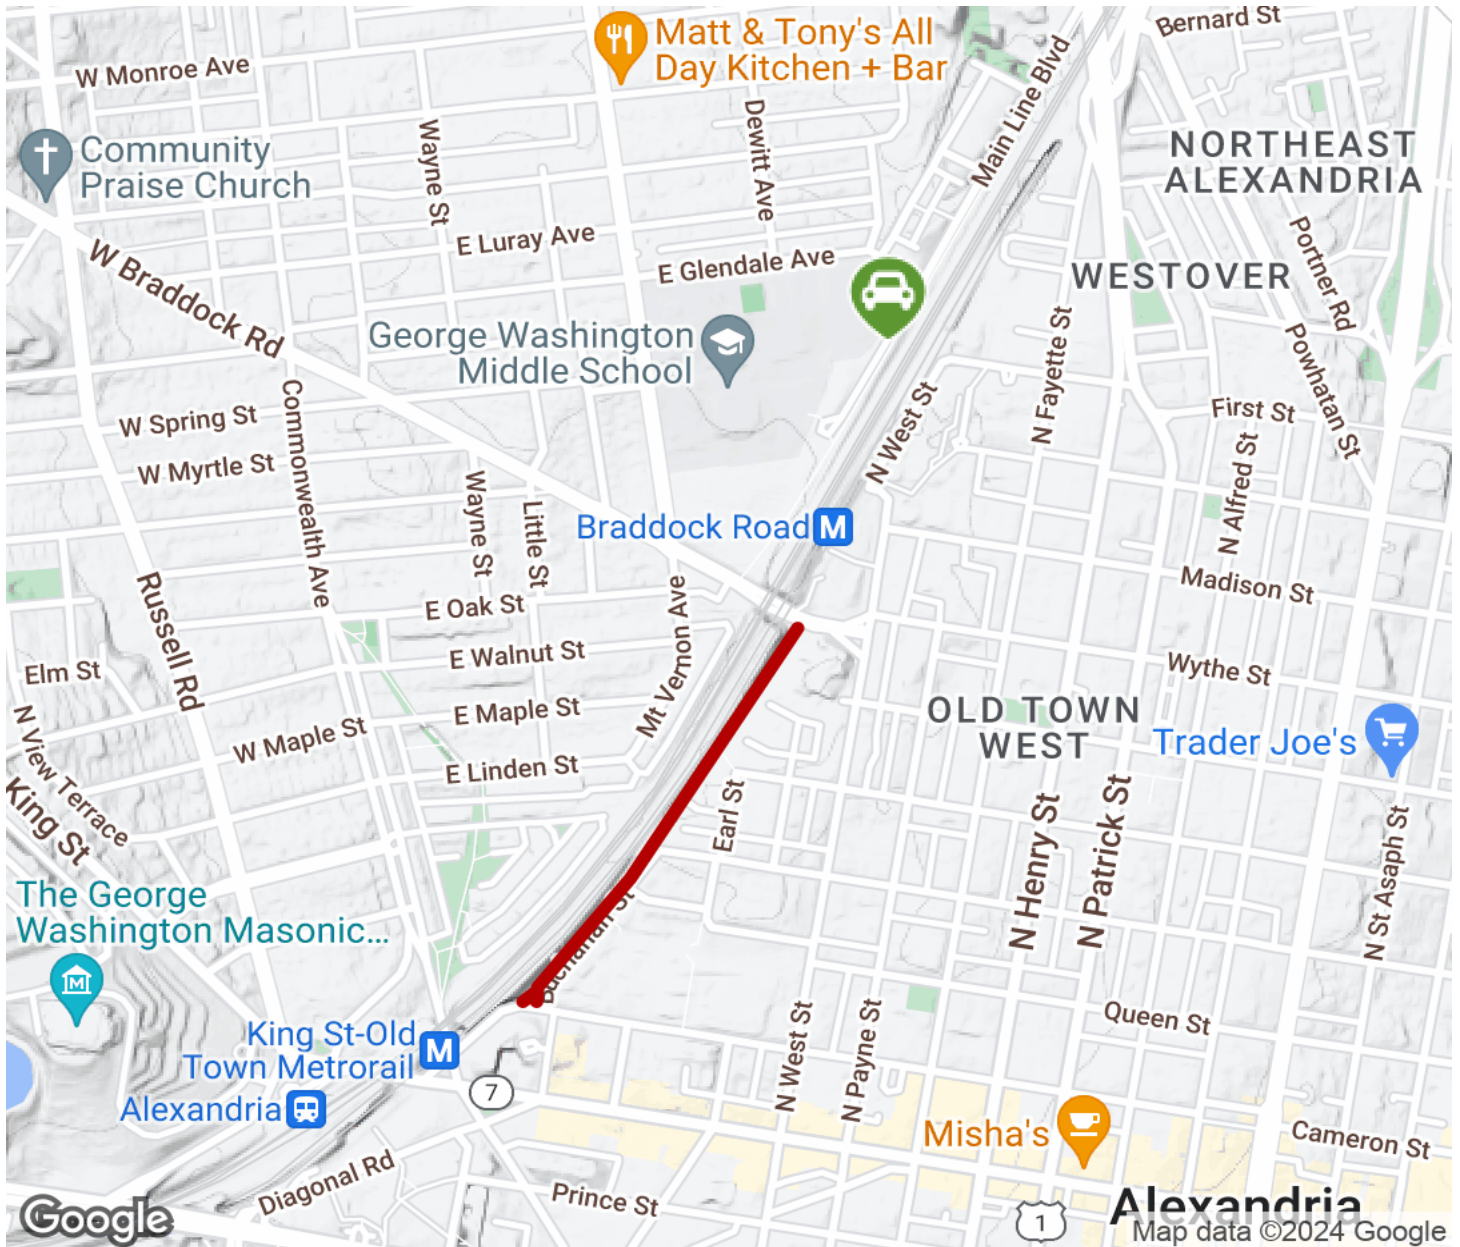 Bernard St
Matt & Tony's All
Day Kitchen + Bar
W Monroe Ave
Main Line Blvd
Dewitt Ave
Wayne St
Community
Praise Church
NORTHEAST
ALEXANDRIA
E Luray Ave
W Braddock Rd
E Glendale Ave
Portner Rd
WESTOVER
George Washington
Middle School
N Fayette St
Powhatan St
Commonwealth Ave
W Spring St
N West St
First St
W Myrtle St
N Alfred St
Wayne St
Little St
Braddock Road
M
Madison St
Russell Rd
E Oak St
Mt Vernon Ave
E Walnut St
Elm St
Wythe St
N View Terrace
E Maple St
W Maple St
OLD TOWN
WEST
Trader Joe's
E Linden St
King St
Earl St
N Henry St
N Patrick St
N St Asaph St
The George
Washington Masonic...
M
Buchanan St
Queen St
King St-Old
Town Metrorail
M
N West St
N Payne St
7
Alexandria
Misha's
Cameron St
Diagonal Rd
Prince St
1
Alexandria
Google
Map data ©2024 Google